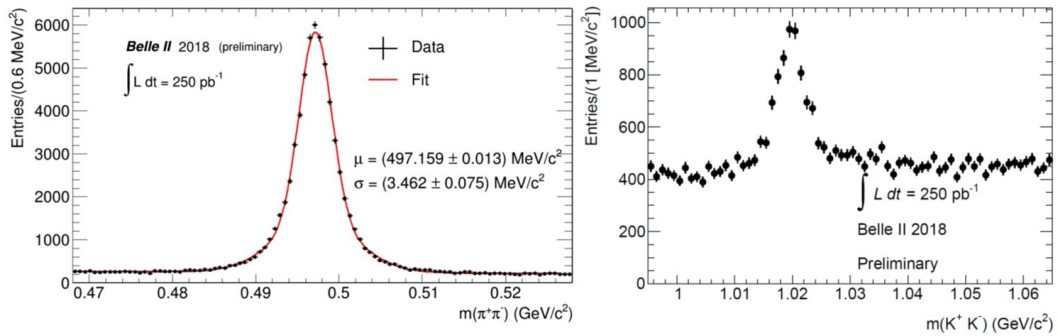 Entries/(0.6 MeV/c²)
6000
5000
4000
3000
2000
1000
0
Belle II 2018 (preliminary)
∫L dt = 250 pb⁻¹
Data
Fit
μ = (497.159 ± 0.013) MeV/c²
σ = (3.462 ± 0.075) MeV/c²
0.47 0.48 0.49 0.5 0.51 0.52
m(π⁺π⁻) (GeV/c²)
Entries/(1 [MeV/c²])
1000
800
600
400
200
0
∫ L dt = 250 pb⁻¹
Belle II 2018
Preliminary
1 1.01 1.02 1.03 1.04 1.05 1.06
m(K⁺ K⁻) (GeV/c²)